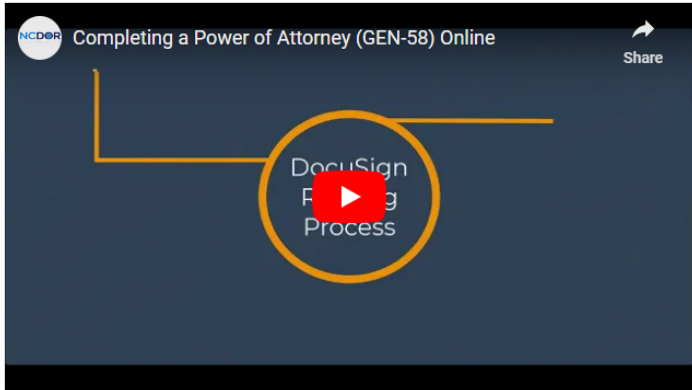 NCDOR
Completing a Power of Attorney (GEN-58) Online
Share
DocuSign
Process